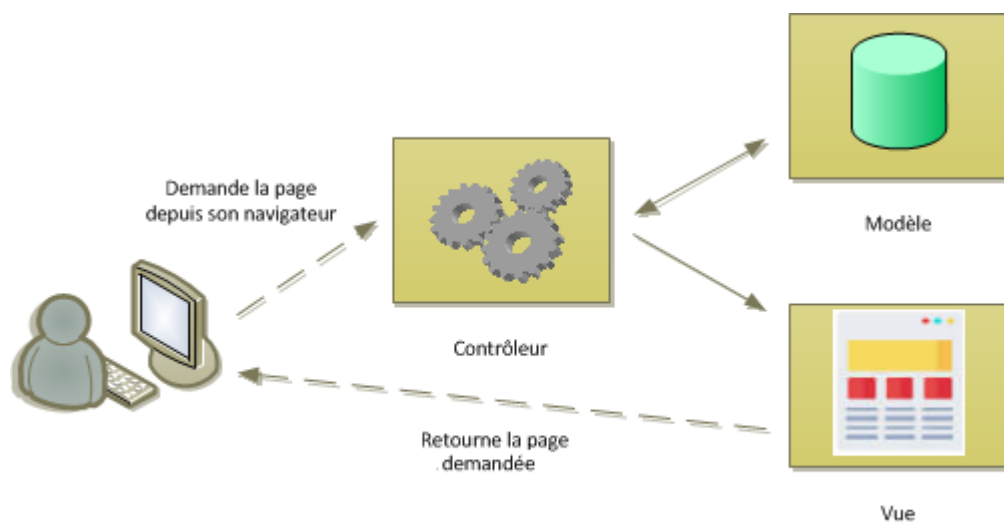 Demande la page
depuis son navigateur
Contrôleur
Modèle
Retourne la page
demandée
Vue